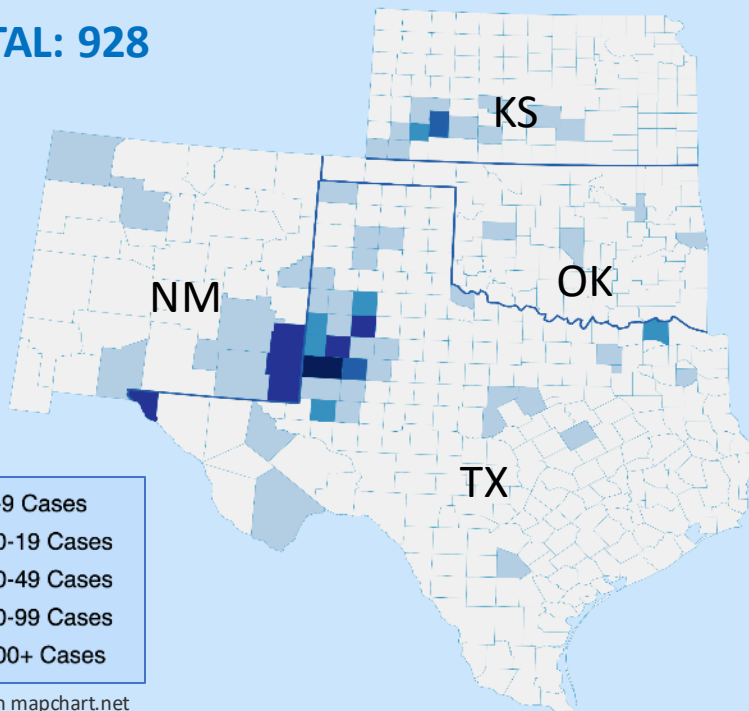 TAL: 928
KS
NM
OK
TX
-9 Cases
0-19 Cases
0-49 Cases
0-99 Cases
00+ Cases
mapchart.net